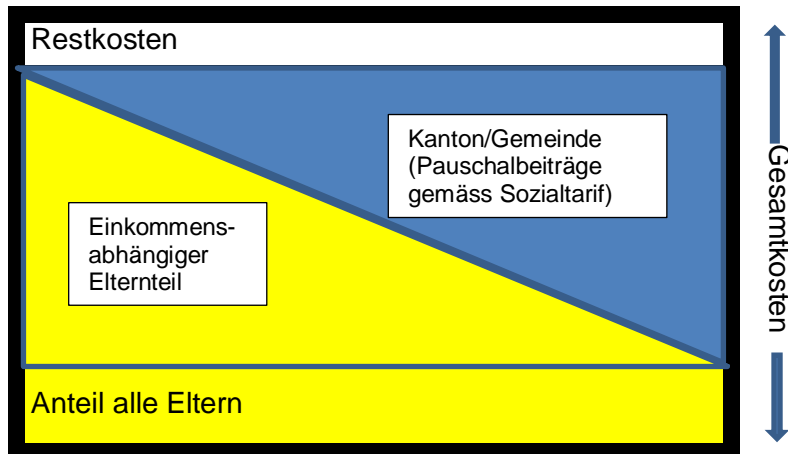 Restkosten
Kanton/Gemeinde
(Pauschalbeiträge
gemäss Sozialtarif)
Einkommens-
abhängiger
Elternteil
Anteil alle Eltern
Gesamtkosten